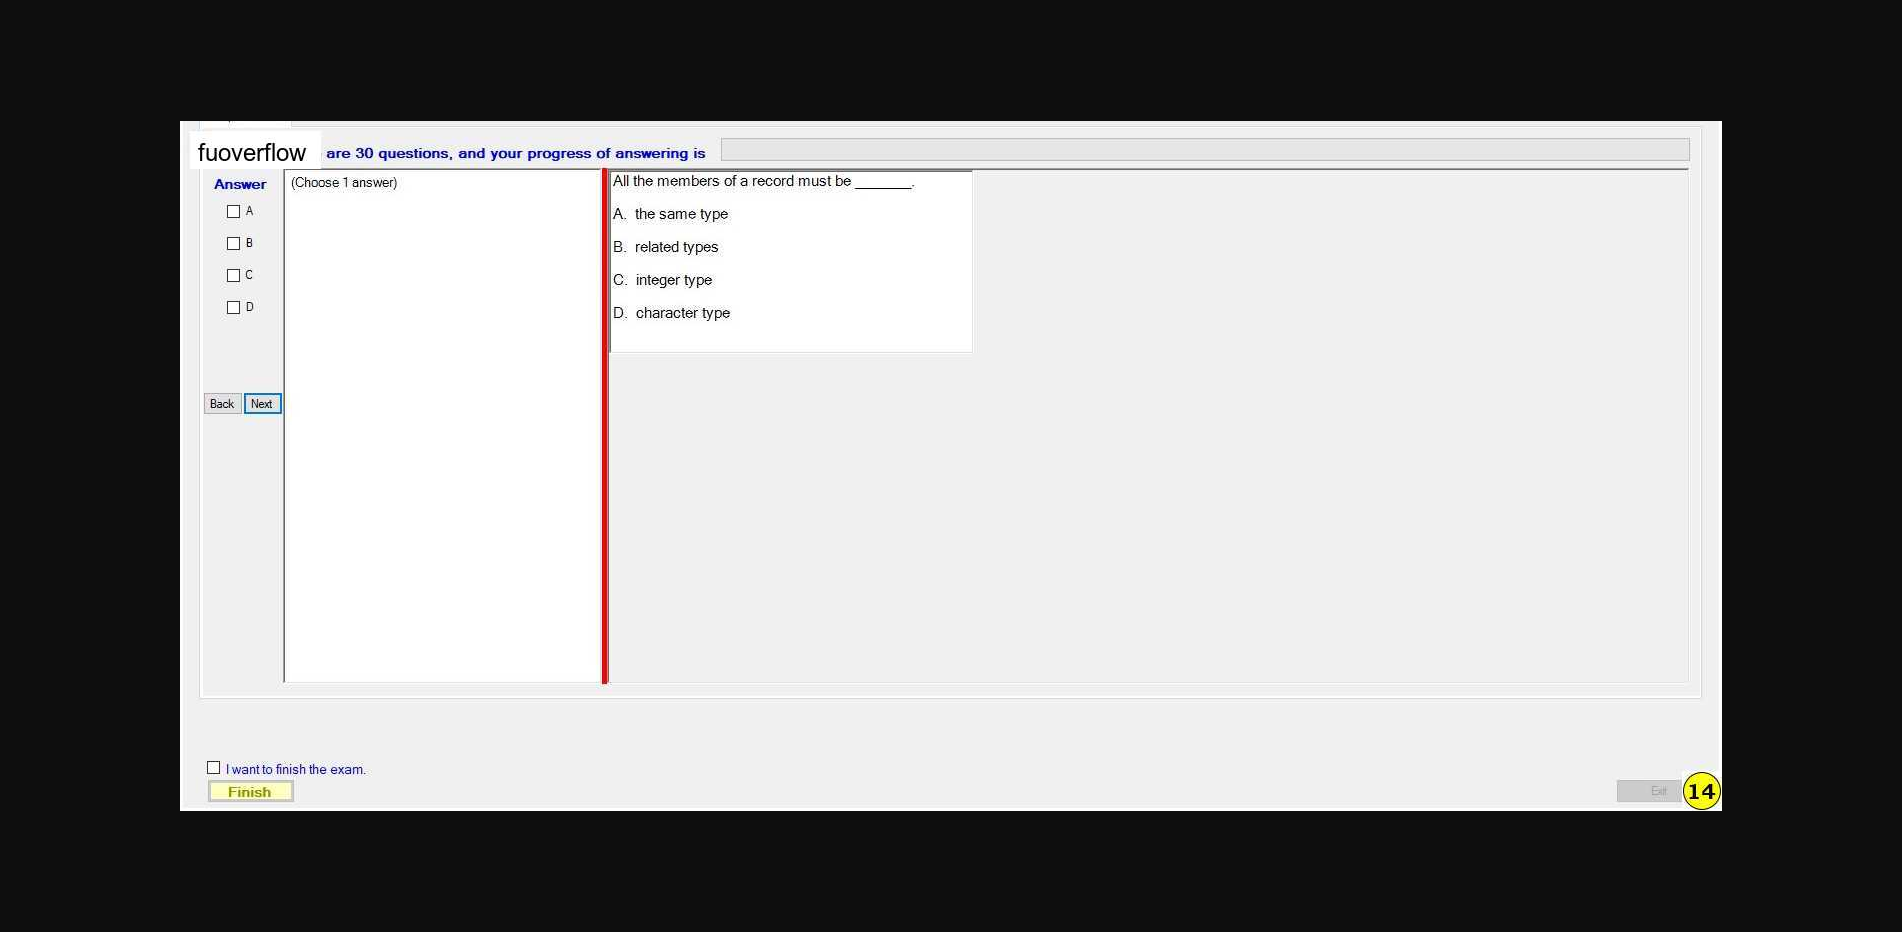 fuoverflow are 30 questions, and your progress of answering is
Answer
(Choose 1 answer)
A
B
C
D
Back Next
All the members of a record must be _______.
A. the same type
B. related types
C. integer type
D. character type
I want to finish the exam.
Finish
Exit
14